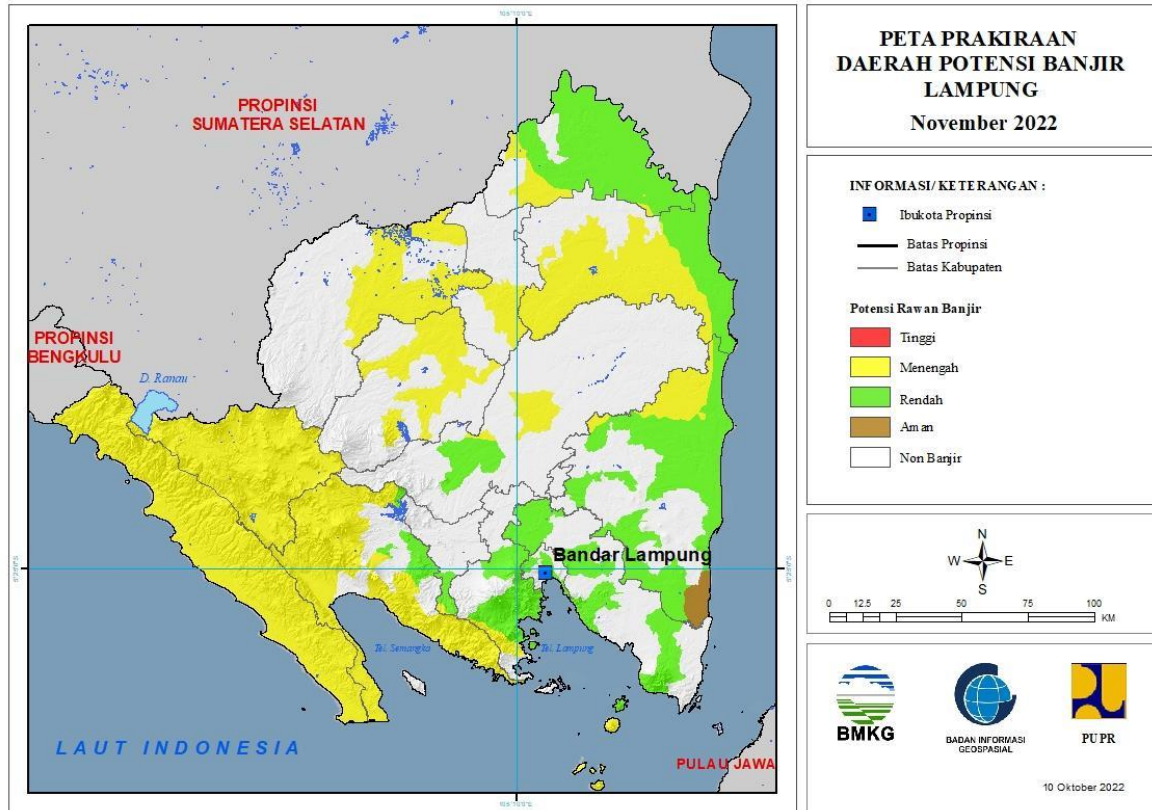 PROPINSI
SUMATERA SELATAN
PROPINSI
BENGKULU
D. Ranau
Bandar Lampung
Tel. Semangka
Tel. Lampung
LAUT INDONESIA
PULAU JAWA
PETA PRAKIRAAN
DAERAH POTENSI BANJIR
LAMPUNG
November 2022
INFORMASI/ KETERANGAN :
Ibukota Propinsi
Batas Propinsi
Batas Kabupaten
Potensi Rawan Banjir
Tinggi
Menengah
Rendah
Aman
Non Banjir
N
W E
S
0 12.5 25 50 75 100
KM
BMKG
BADAN INFORMASI
GEOSPASIAL
PUPR
10 Oktober 2022